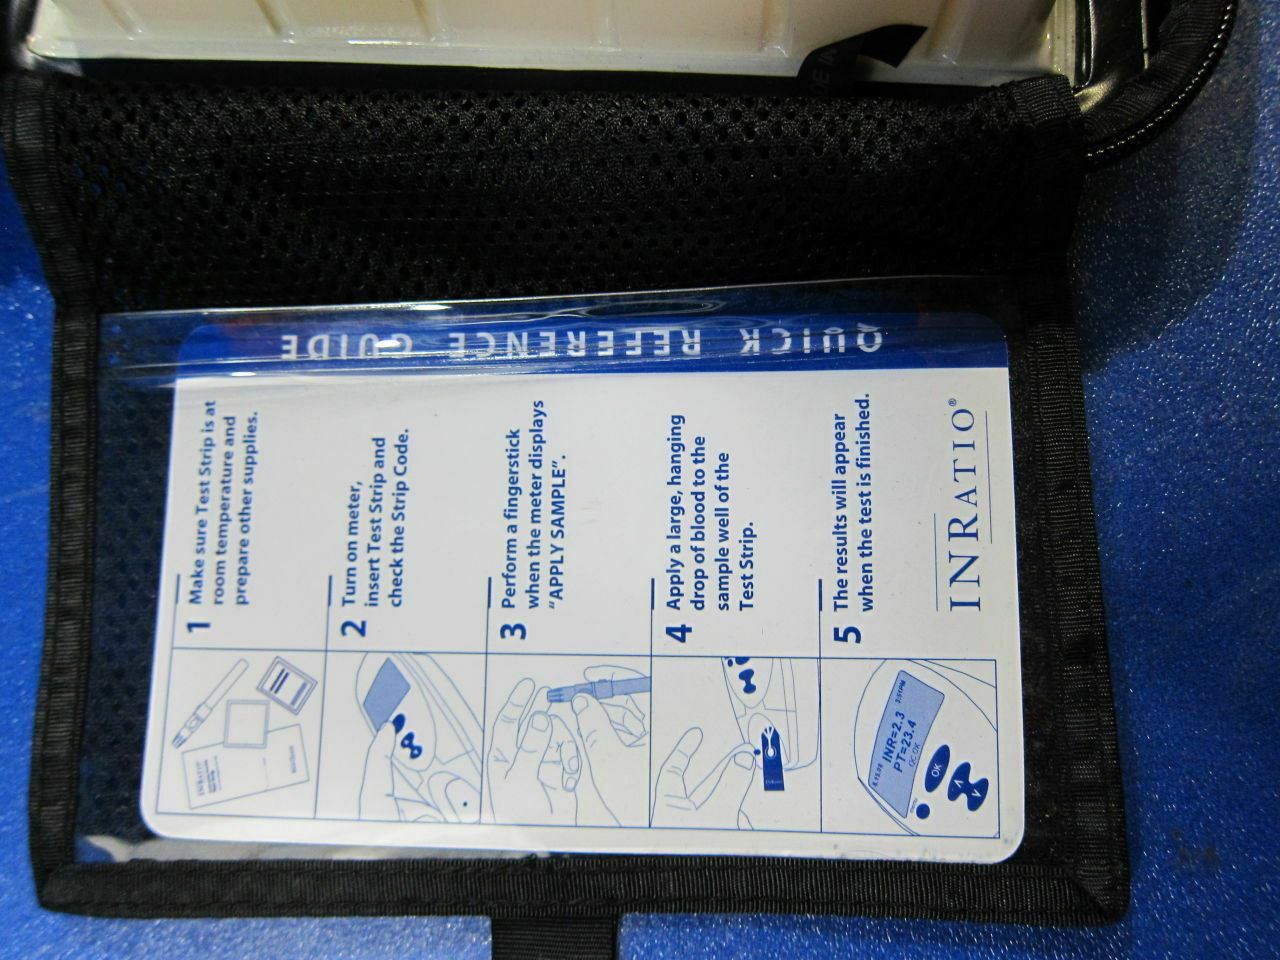 QUICK REFERENCE GUIDE
1
Make sure Test Strip is at
room temperature and
prepare other supplies.
2
Turn on meter,
insert Test Strip and
check the Strip Code.
3
Perform a fingerstick
when the meter displays
“APPLY SAMPLE”.
4
Apply a large, hanging
drop of blood to the
sample well of the
Test Strip.
5
The results will appear
when the test is finished.
INR=2.3
PT=23.4
QC:OK
OK
INRATIO®